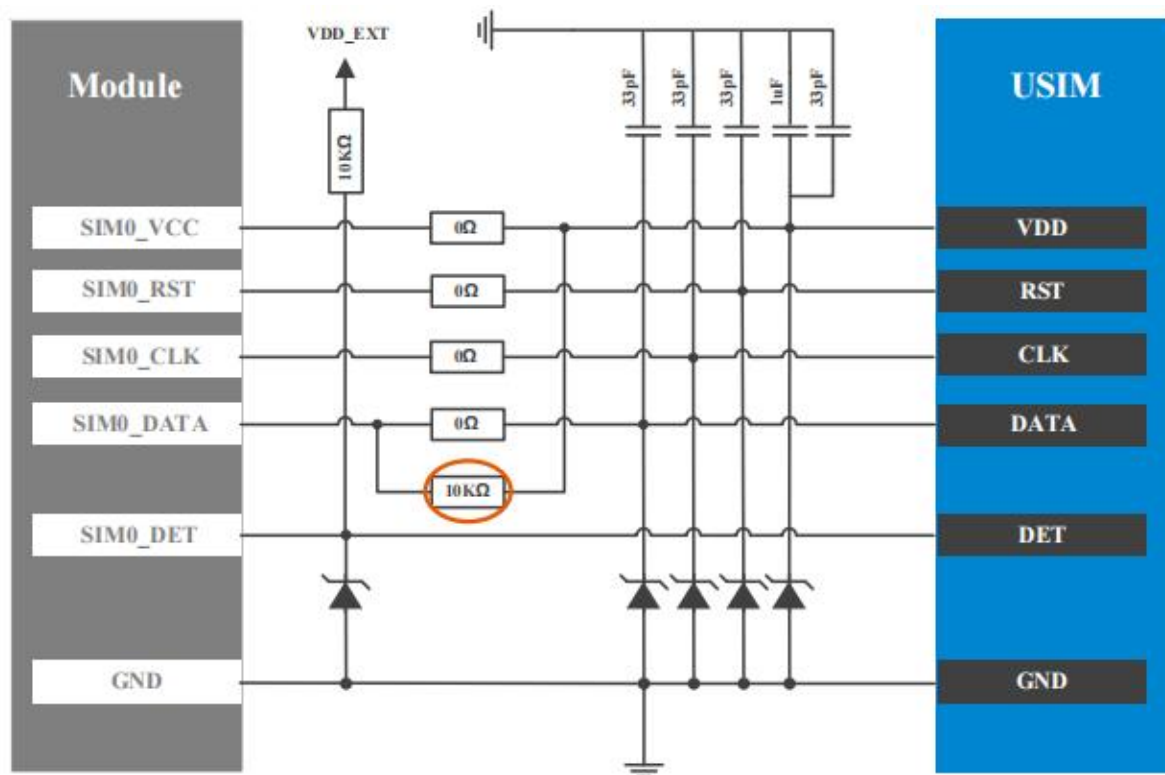 VDD_EXT
Module
USIM
10KΩ
33pF
33pF
33pF
1uF
33pF
SIM0_VCC
0Ω
VDD
SIM0_RST
0Ω
RST
SIM0_CLK
0Ω
CLK
SIM0_DATA
0Ω
DATA
10KΩ
SIM0_DET
DET
GND
GND